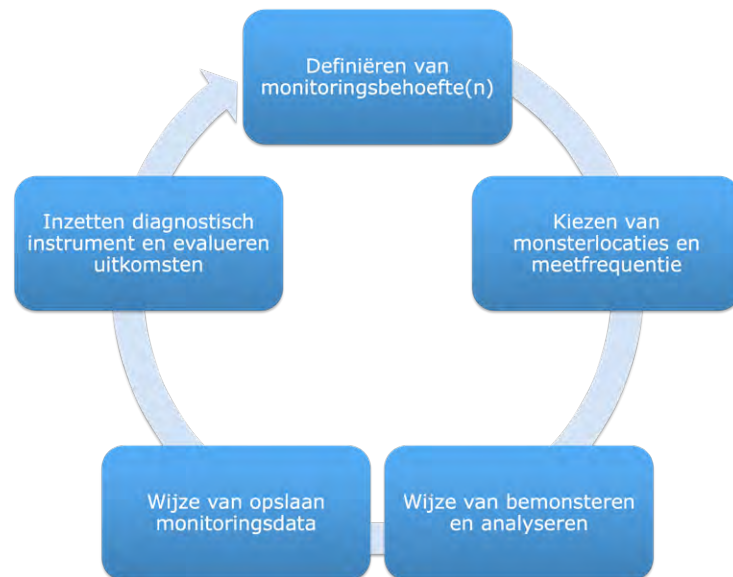 Definiëren van
monitoringsbehoefte(n)
Kiezen van
monsterlocaties en
meetfrequentie
Wijze van bemonsteren
en analyseren
Wijze van opslaan
monitoringsdata
Inzetten diagnostisch
instrument en evalueren
uitkomsten